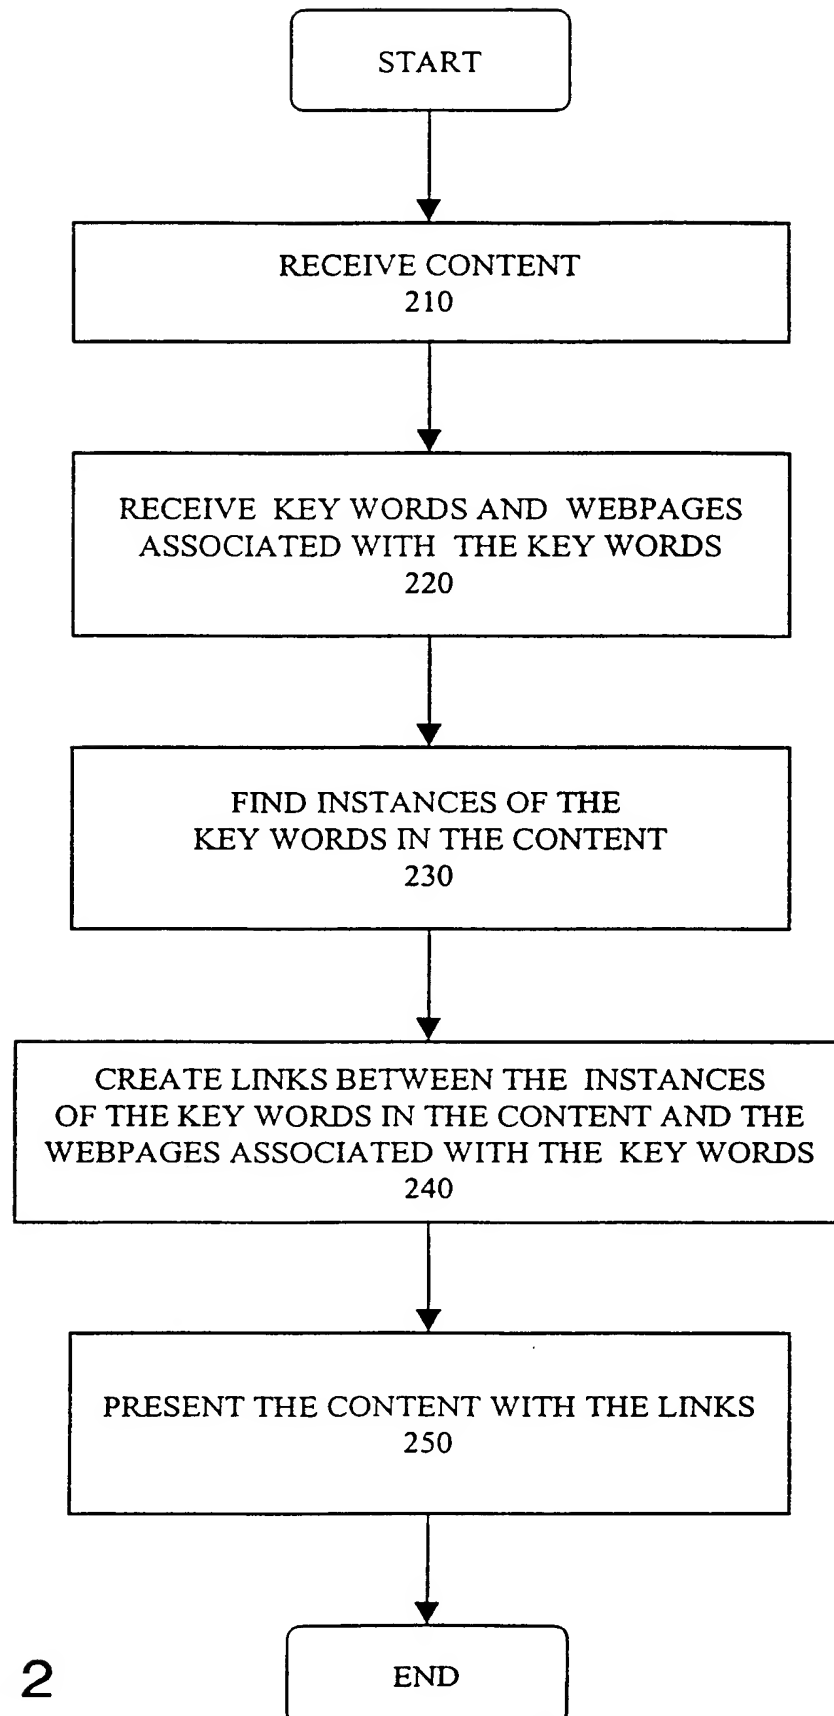 START
RECEIVE CONTENT
210
RECEIVE KEY WORDS AND WEBPAGES
ASSOCIATED WITH THE KEY WORDS
220
FIND INSTANCES OF THE
KEY WORDS IN THE CONTENT
230
CREATE LINKS BETWEEN THE INSTANCES
OF THE KEY WORDS IN THE CONTENT AND THE
WEBPAGES ASSOCIATED WITH THE KEY WORDS
240
PRESENT THE CONTENT WITH THE LINKS
250
END
2